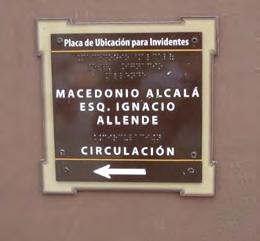 Placa de Ubicación para Invidentes
MACEDONIO ALCALÁ
ESQ. IGNACIO
ALLENDE
CIRCULACIÓN